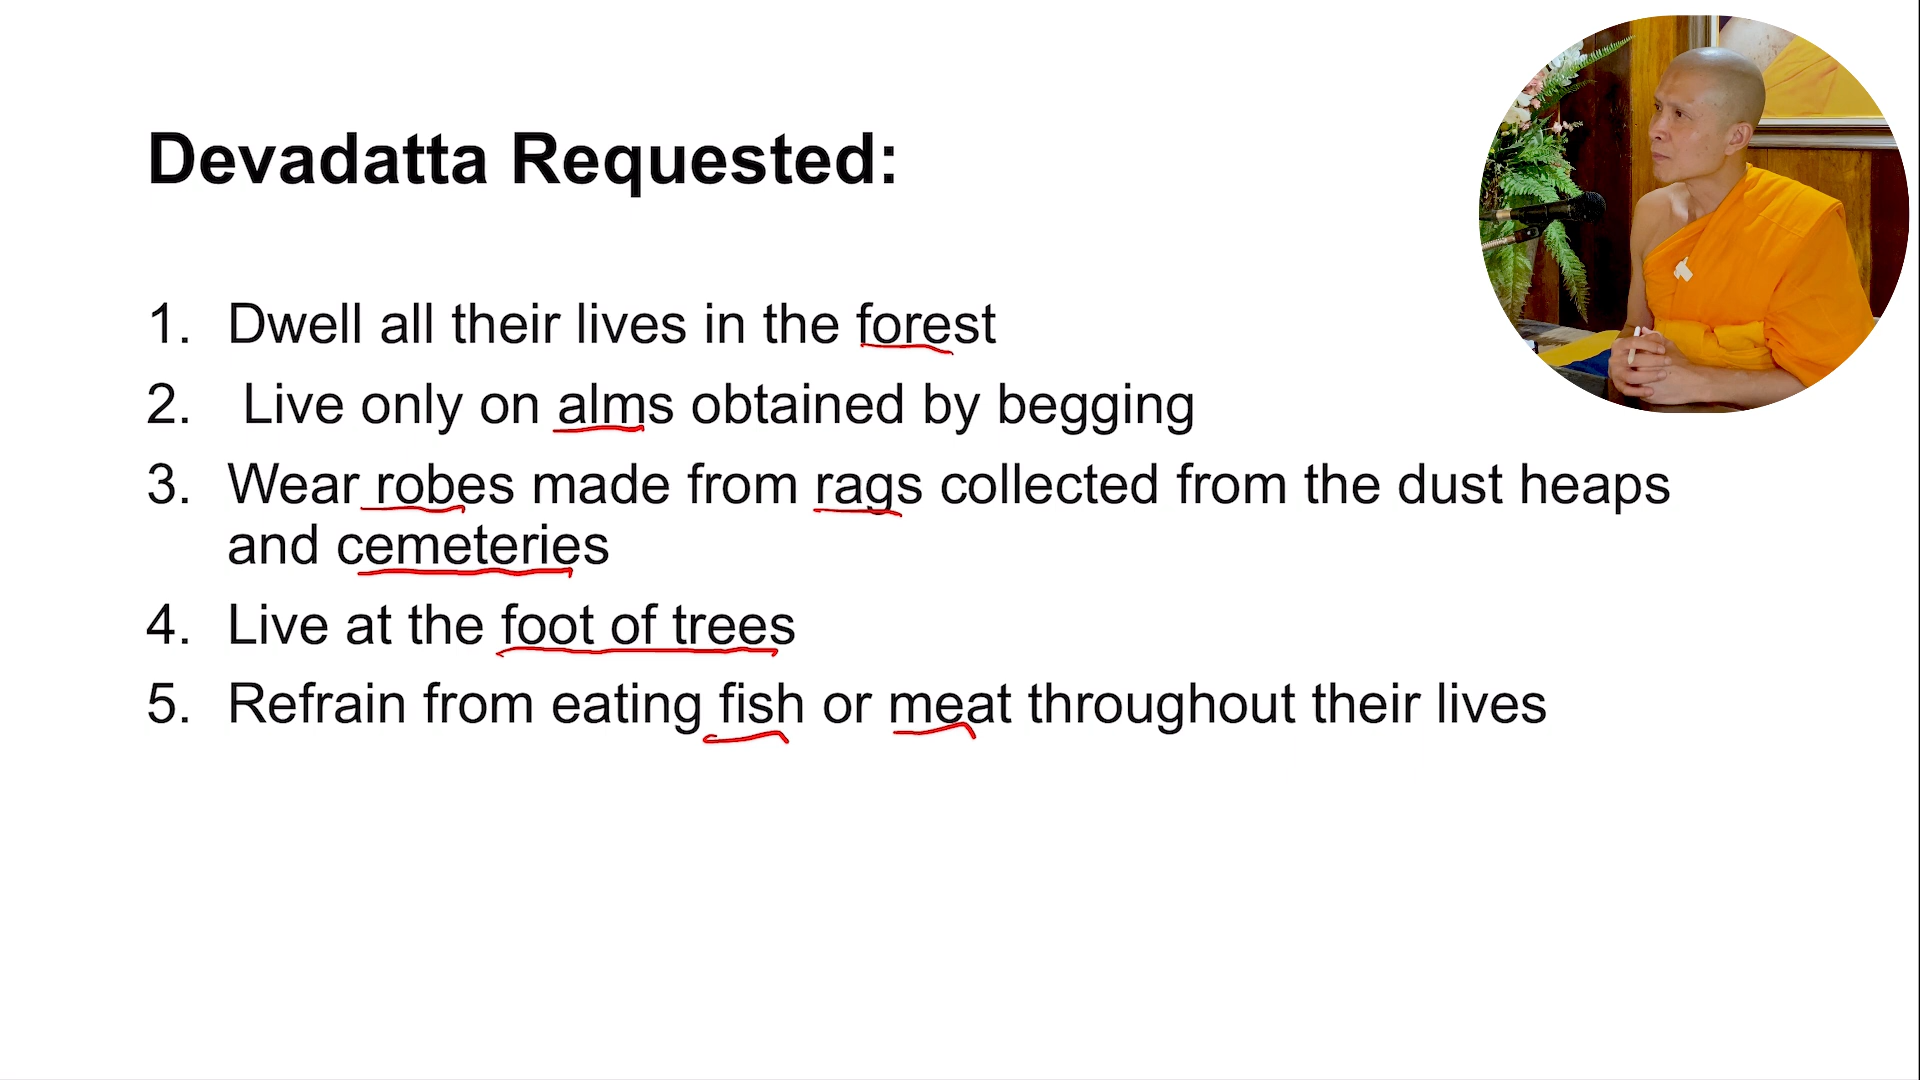 Devadatta Requested:
1. Dwell all their lives in the forest
2. Live only on alms obtained by begging
3. Wear robes made from rags collected from the dust heaps
and cemeteries
4. Live at the foot of trees
5. Refrain from eating fish or meat throughout their lives